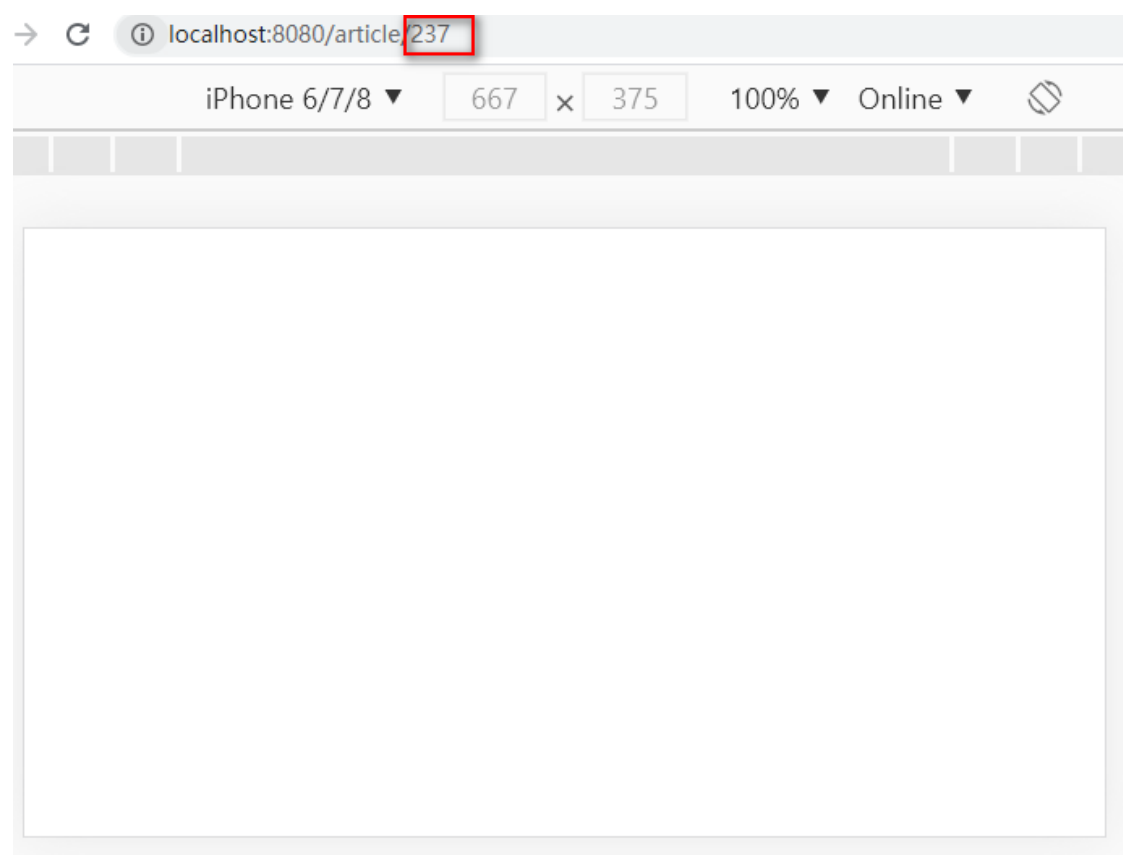 localhost:8080/article/237
iPhone 6/7/8 ▼ 667 × 375 100% ▼ Online ▼